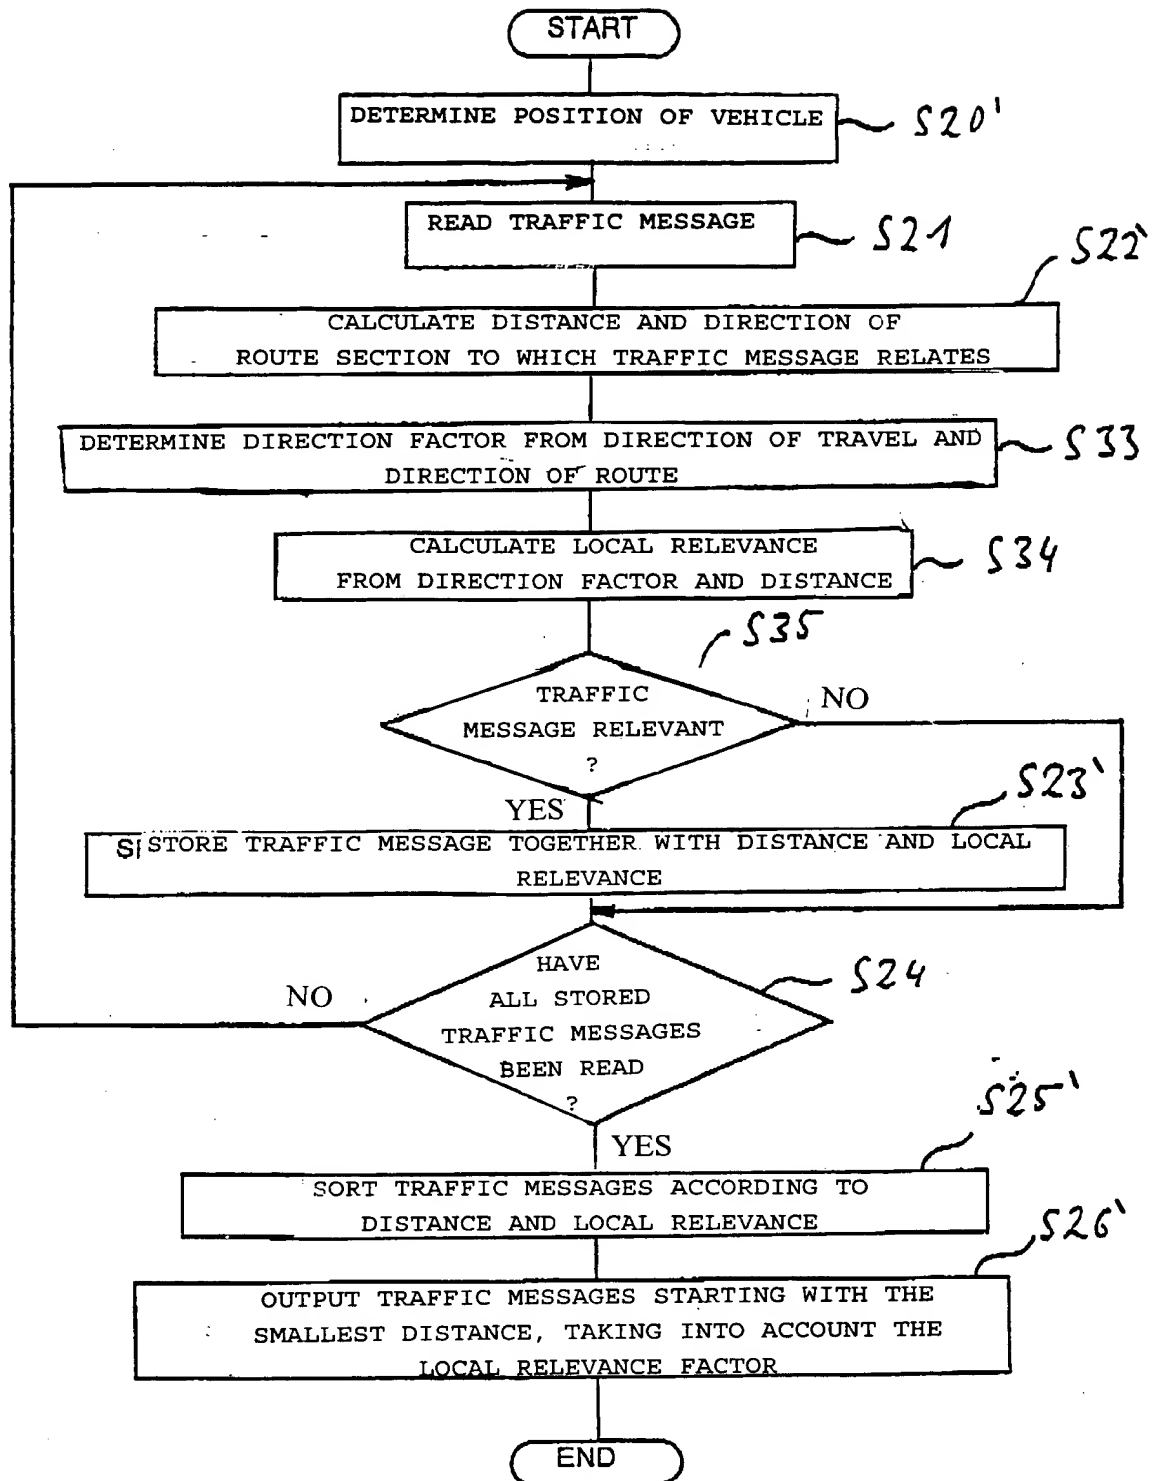 START
DETERMINE POSITION OF VEHICLE
S20'
READ TRAFFIC MESSAGE
S21
S22'
CALCULATE DISTANCE AND DIRECTION OF
ROUTE SECTION TO WHICH TRAFFIC MESSAGE RELATES
DETERMINE DIRECTION FACTOR FROM DIRECTION OF TRAVEL AND
DIRECTION OF ROUTE
S33
CALCULATE LOCAL RELEVANCE
FROM DIRECTION FACTOR AND DISTANCE
S34
S35
TRAFFIC
MESSAGE RELEVANT
?
NO
YES
S23'
STORE TRAFFIC MESSAGE TOGETHER WITH DISTANCE AND LOCAL
RELEVANCE
HAVE
ALL STORED
TRAFFIC MESSAGES
BEEN READ
?
S24
NO
YES
S25'
SORT TRAFFIC MESSAGES ACCORDING TO
DISTANCE AND LOCAL RELEVANCE
S26'
OUTPUT TRAFFIC MESSAGES STARTING WITH THE
SMALLEST DISTANCE, TAKING INTO ACCOUNT THE
LOCAL RELEVANCE FACTOR
END